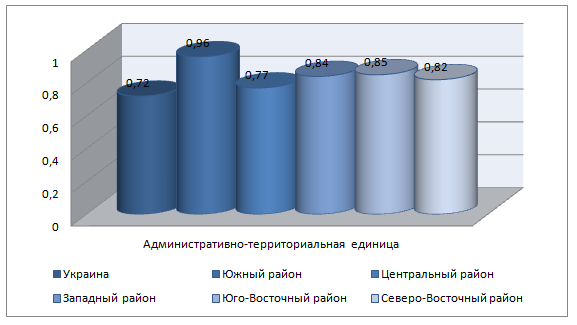 1
0,8
0,6
0,4
0,2
0
0,72
0,96
0,77
0,84
0,85
0,82
Административно-территориальная единица
Украина
Южный район
Центральный район
Западный район
Юго-Восточный район
Северо-Восточный район